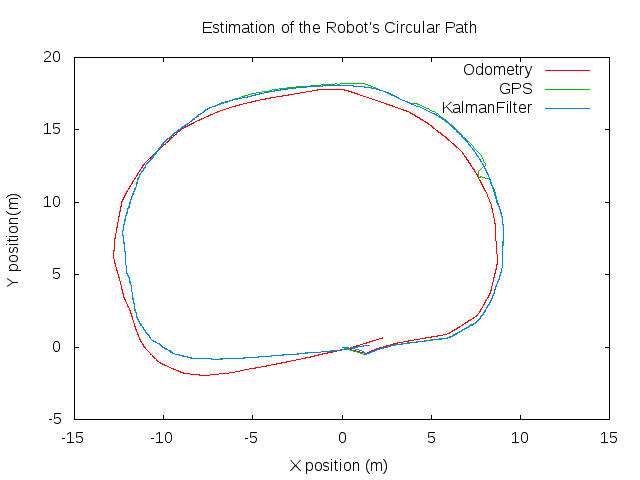 Estimation of the Robot's Circular Path
Odometry
GPS
KalmanFilter
Y position(m)
20
15
10
5
0
-5
-15
-10
-5
0
5
10
15
X position (m)